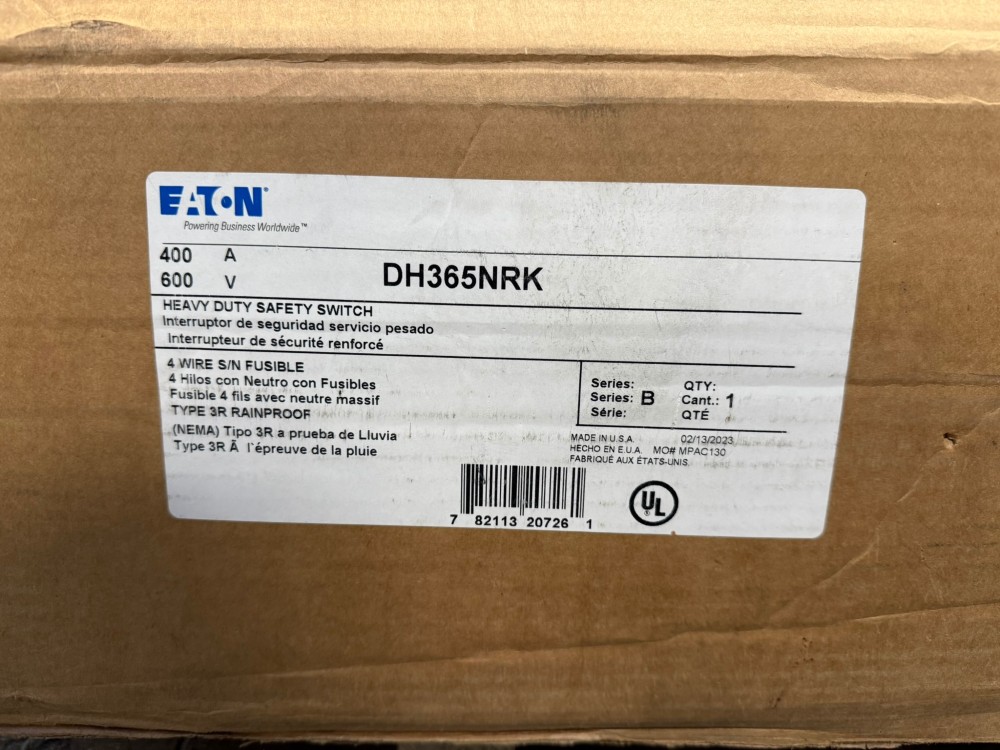 EATON®
Powering Business Worldwide™
400 A
600 V
DH365NRK
HEAVY DUTY SAFETY SWITCH
Interruptor de seguridad servicio pesado
Interrupteur de sécurité renforcé
4 WIRE S/N FUSIBLE
4 Hilos con Neutro con Fusibles
Fusible 4 fils avec neutre massif
TYPE 3R RAINPROOF
(NEMA) Tipo 3R a prueba de Lluvia
Type 3R Ã l'épreuve de la pluie
Series: QTY:
Series: B Cant.: 1
Série: QTÉ
MADE IN U.S.A. 02/13/2023
HECHO EN E.U.A. MO# MPAC130
FABRIQUÉ AUX ÉTATS-UNIS
7 82113 20726 1
UL